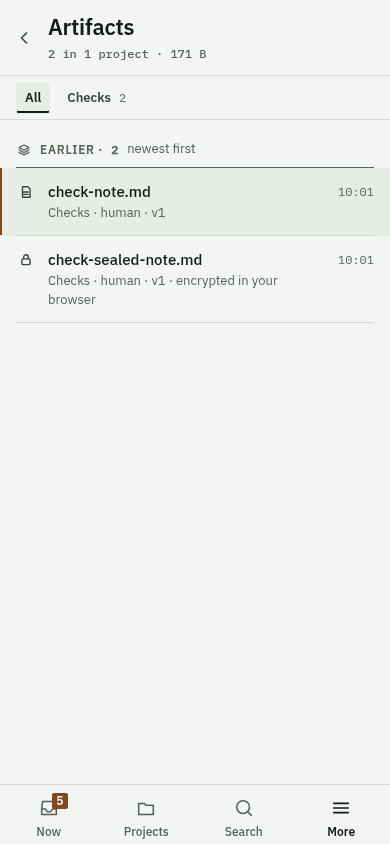 Artifacts
2 in 1 project · 171 B
All
Checks 2
EARLIER · 2 newest first
check-note.md 10:01
Checks · human · v1
check-sealed-note.md 10:01
Checks · human · v1 · encrypted in your
browser
5
Now Projects Search More